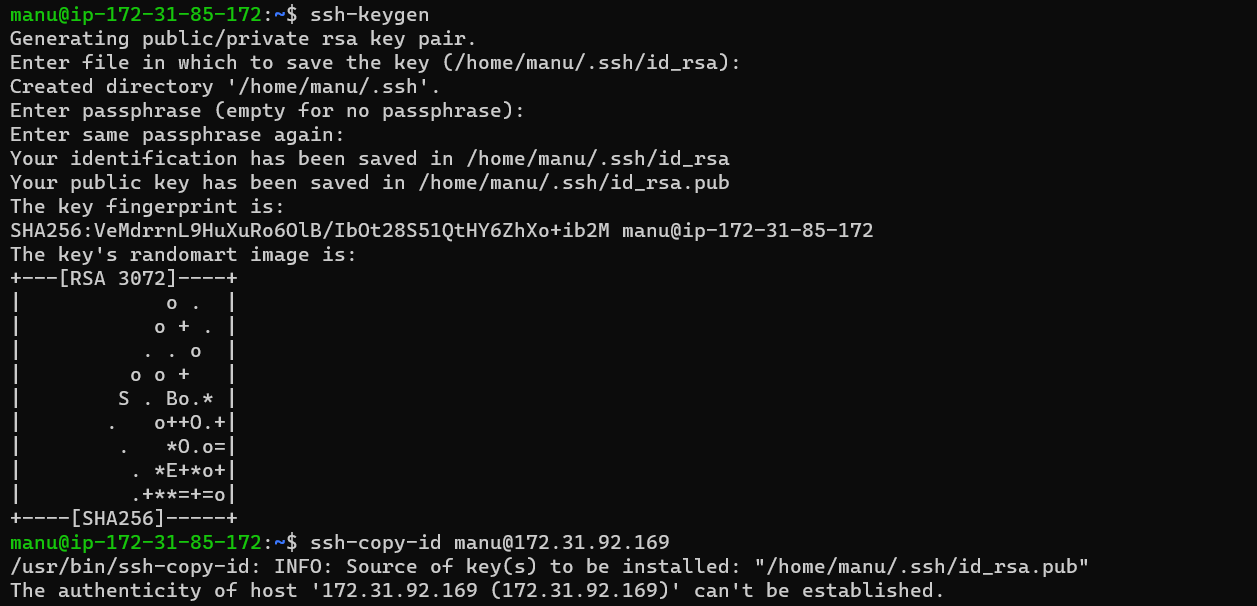 manu@ip-172-31-85-172:~$ ssh-keygen
Generating public/private rsa key pair.
Enter file in which to save the key (/home/manu/.ssh/id_rsa):
Created directory '/home/manu/.ssh'.
Enter passphrase (empty for no passphrase):
Enter same passphrase again:
Your identification has been saved in /home/manu/.ssh/id_rsa
Your public key has been saved in /home/manu/.ssh/id_rsa.pub
The key fingerprint is:
SHA256:VeMdrrnL9HuXuRo6OlB/IbOt28S51QtHY6ZhXo+ib2M manu@ip-172-31-85-172
The key's randomart image is:
+---[RSA 3072]----+
|            o .  |
|           o + . |
|          . . o  |
|         o o +   |
|        S . Bo.* |
|       .   o++O.+|
|        .   *O.o=|
|         . *E+*o+|
|         .+**=+=o|
+----[SHA256]-----+
manu@ip-172-31-85-172:~$ ssh-copy-id manu@172.31.92.169
/usr/bin/ssh-copy-id: INFO: Source of key(s) to be installed: "/home/manu/.ssh/id_rsa.pub"
The authenticity of host '172.31.92.169 (172.31.92.169)' can't be established.